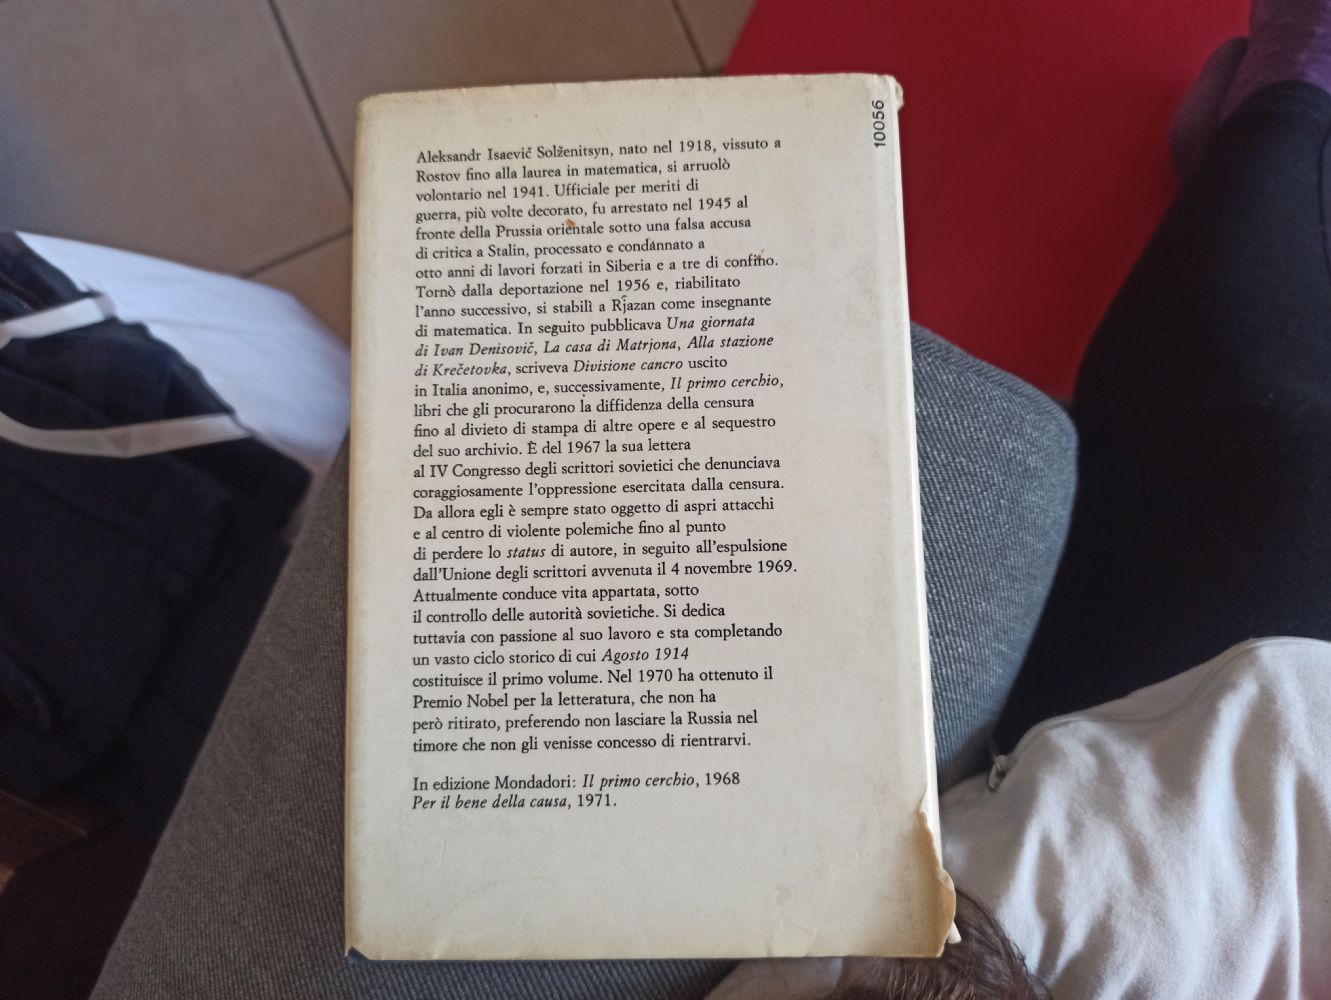 10056
Aleksandr Isaevič Solženitsyn, nato nel 1918, vissuto a
Rostov fino alla laurea in matematica, si arruolò
volontario nel 1941. Ufficiale per meriti di
guerra, più volte decorato, fu arrestato nel 1945 al
fronte della Prussia orientale sotto una falsa accusa
di critica a Stalin, processato e condannato a
otto anni di lavori forzati in Siberia e a tre di confino.
Tornò dalla deportazione nel 1956 e, riabilitato
l'anno successivo, si stabilì a Rjazan come insegnante
di matematica. In seguito pubblicava Una giornata
di Ivan Denisovič, La casa di Matrjona, Alla stazione
di Krečetovka, scriveva Divisione cancro uscito
in Italia anonimo, e, successivamente, Il primo cerchio,
libri che gli procurarono la diffidenza della censura
fino al divieto di stampa di altre opere e al sequestro
del suo archivio. È del 1967 la sua lettera
al IV Congresso degli scrittori sovietici che denunciava
coraggiosamente l'oppressione esercitata dalla censura.
Da allora egli è sempre stato oggetto di aspri attacchi
e al centro di violente polemiche fino al punto
di perdere lo status di autore, in seguito all'espulsione
dall'Unione degli scrittori avvenuta il 4 novembre 1969.
Attualmente conduce vita appartata, sotto
il controllo delle autorità sovietiche. Si dedica
tuttavia con passione al suo lavoro e sta completando
un vasto ciclo storico di cui Agosto 1914
costituisce il primo volume. Nel 1970 ha ottenuto il
Premio Nobel per la letteratura, che non ha
però ritirato, preferendo non lasciare la Russia nel
timore che non gli venisse concesso di rientrarvi.
In edizione Mondadori: Il primo cerchio, 1968
Per il bene della causa, 1971.